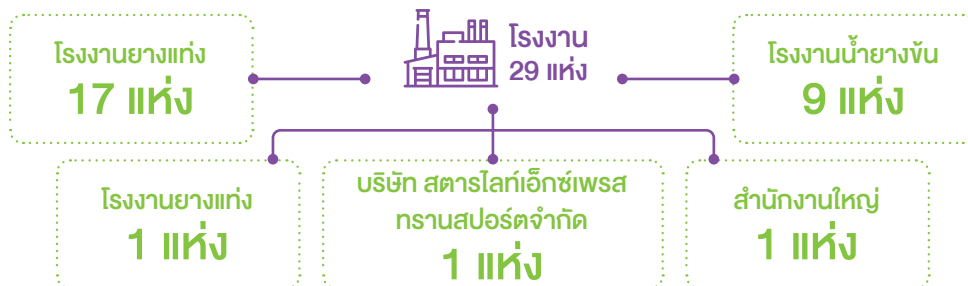 โรงงาน
29 แห่ง
โรงงานยางแท่ง
17 แห่ง
โรงงานน้ำยางข้น
9 แห่ง
โรงงานยางแท่ง
1 แห่ง
บริษัท สตารไลท์เอ็กซ์เพรส
ทรานสปอร์ตจำกัด
1 แห่ง
สำนักงานใหญ่
1 แห่ง